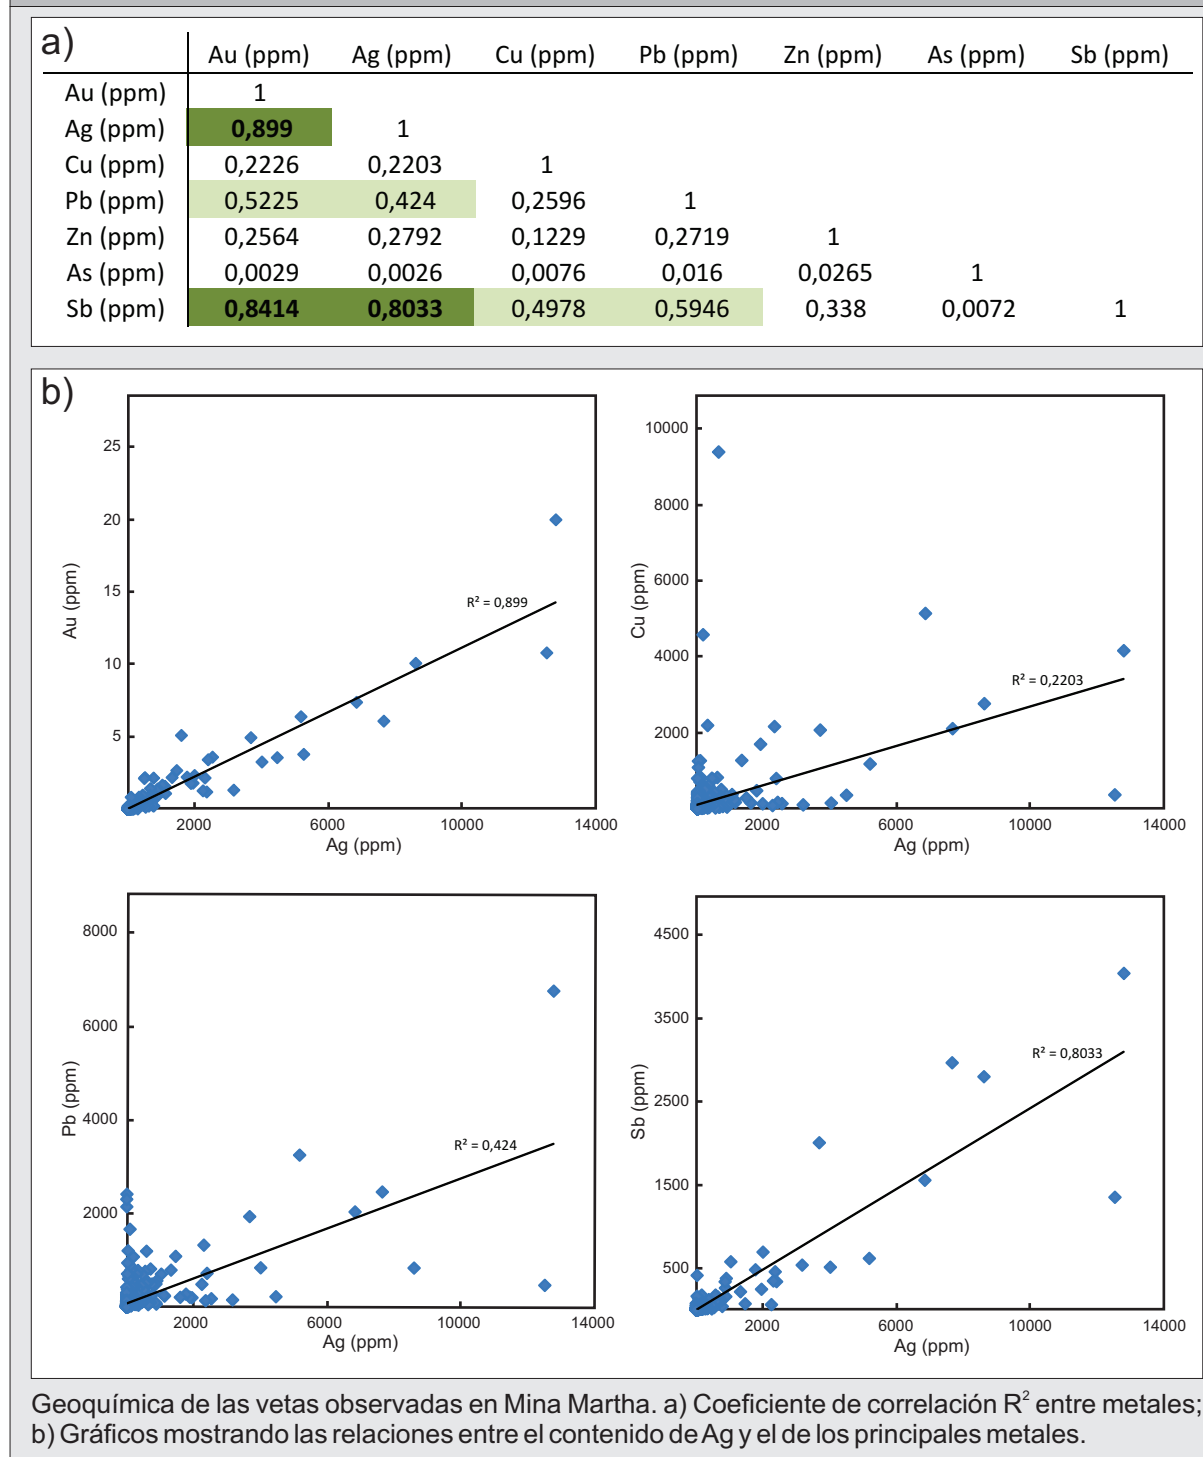 a)
Au (ppm) Ag (ppm) Cu (ppm) Pb (ppm) Zn (ppm) As (ppm) Sb (ppm)
Au (ppm) 1
Ag (ppm) 0,899 1
Cu (ppm) 0,2226 0,2203 1
Pb (ppm) 0,5225 0,424 0,2596 1
Zn (ppm) 0,2564 0,2792 0,1229 0,2719 1
As (ppm) 0,0029 0,0026 0,0076 0,016 0,0265 1
Sb (ppm) 0,8414 0,8033 0,4978 0,5946 0,338 0,0072 1
b)
25
20
15
10
5
Au (ppm)
R² = 0,899
2000 6000 10000 14000
Ag (ppm)
10000
8000
6000
4000
2000
Cu (ppm)
R² = 0,2203
2000 6000 10000 14000
Ag (ppm)
8000
6000
4000
2000
Pb (ppm)
R² = 0,424
2000 6000 10000 14000
Ag (ppm)
4500
3500
2500
1500
500
Sb (ppm)
R² = 0,8033
2000 6000 10000 14000
Ag (ppm)
Geoquímica de las vetas observadas en Mina Martha. a) Coeficiente de correlación R² entre metales;
b) Gráficos mostrando las relaciones entre el contenido de Ag y el de los principales metales.